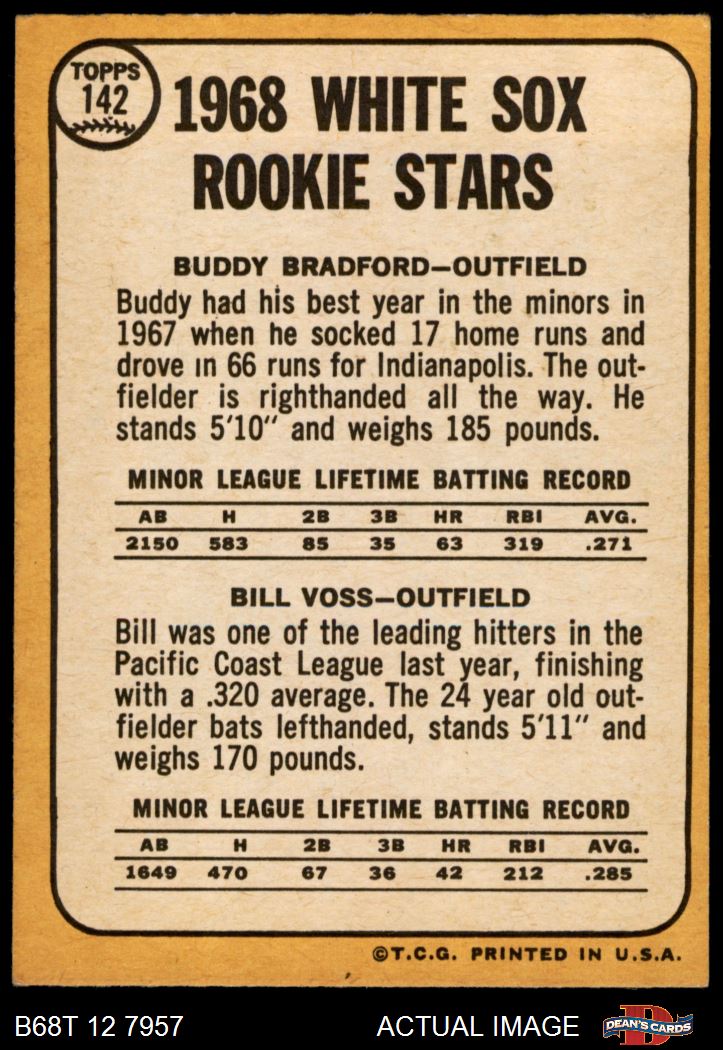 TOPPS
142
1968 WHITE SOX
ROOKIE STARS
BUDDY BRADFORD—OUTFIELD
Buddy had his best year in the minors in
1967 when he socked 17 home runs and
drove in 66 runs for Indianapolis. The out-
fielder is righthanded all the way. He
stands 5'10" and weighs 185 pounds.
MINOR LEAGUE LIFETIME BATTING RECORD
AB H 2B 3B HR RBI AVG.
2150 583 85 35 63 319 .271
BILL VOSS—OUTFIELD
Bill was one of the leading hitters in the
Pacific Coast League last year, finishing
with a .320 average. The 24 year old out-
fielder bats lefthanded, stands 5'11" and
weighs 170 pounds.
MINOR LEAGUE LIFETIME BATTING RECORD
AB H 2B 3B HR RBI AVG.
1649 470 67 36 42 212 .285
©T.C.G. PRINTED IN U.S.A.
B68T 12 7957 ACTUAL IMAGE
D
DEAN'S CARDS